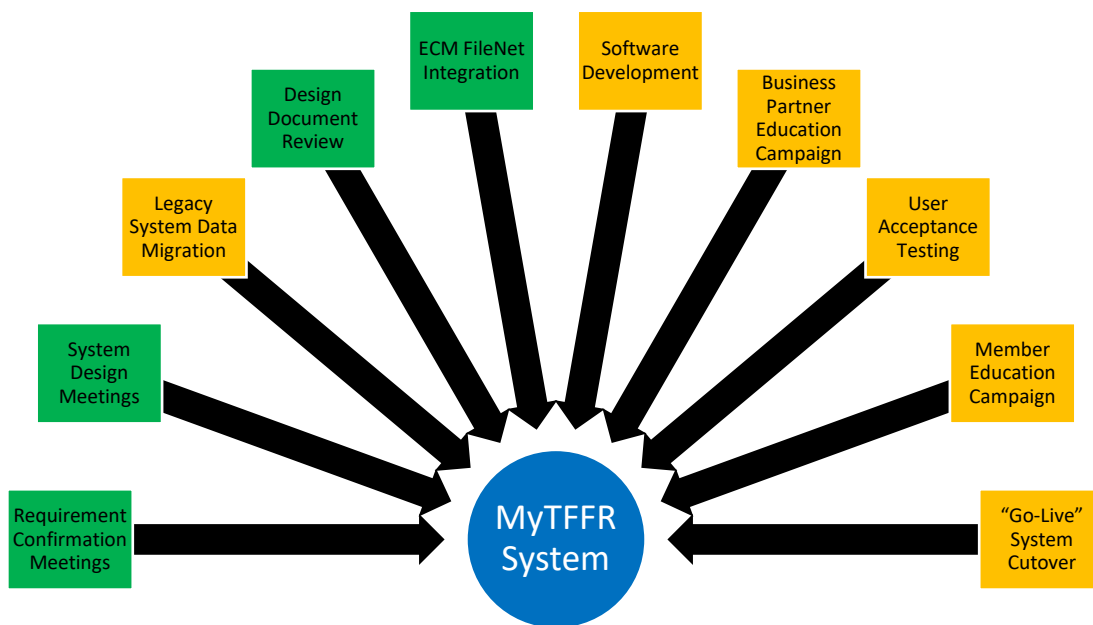 ECM FileNet
Integration
Software
Development
Design
Document
Review
Business
Partner
Education
Campaign
Legacy
System Data
Migration
User
Acceptance
Testing
System
Design
Meetings
Member
Education
Campaign
Requirement
Confirmation
Meetings
MyTFFR
System
“Go-Live”
System
Cutover